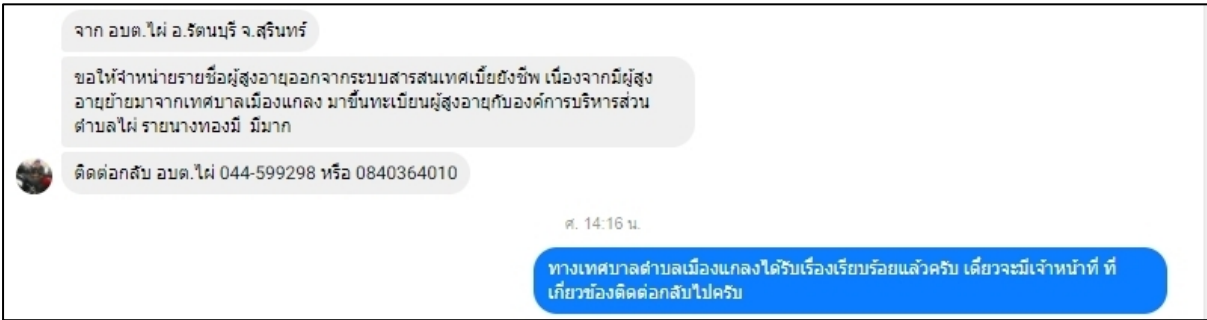 จาก อบต.ไผ่ อ.รัตนบุรี จ.สุรินทร์
ขอให้จำหน่ายรายชื่อผู้สูงอายุออกจากระบบสารสนเทศเบี้ยยังชีพ เนื่องจากมีผู้สูง
อายุย้ายมาจากเทศบาลเมืองแกลง มาขึ้นทะเบียนผู้สูงอายุกับองค์การบริหารส่วน
ตำบลไผ่ รายนางทองมี มีมาก
ติดต่อกลับ อบต.ไผ่ 044-599298 หรือ 0840364010
ศ. 14:16 น.
ทางเทศบาลตำบลเมืองแกลงได้รับเรื่องเรียบร้อยแล้วครับ เดี๋ยวจะมีเจ้าหน้าที่ ที่
เกี่ยวข้องติดต่อกลับไปครับ